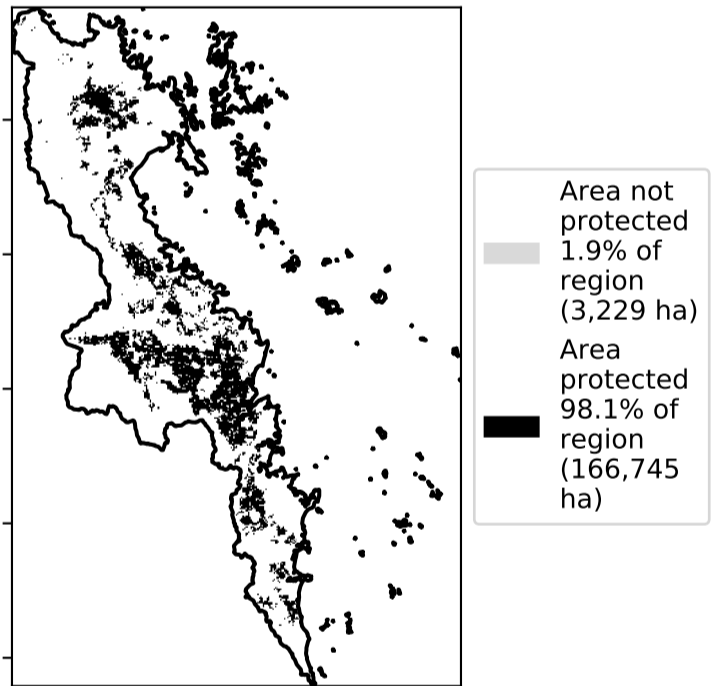 Area not
protected
1.9% of
region
(3,229 ha)
Area
protected
98.1% of
region
(166,745
ha)